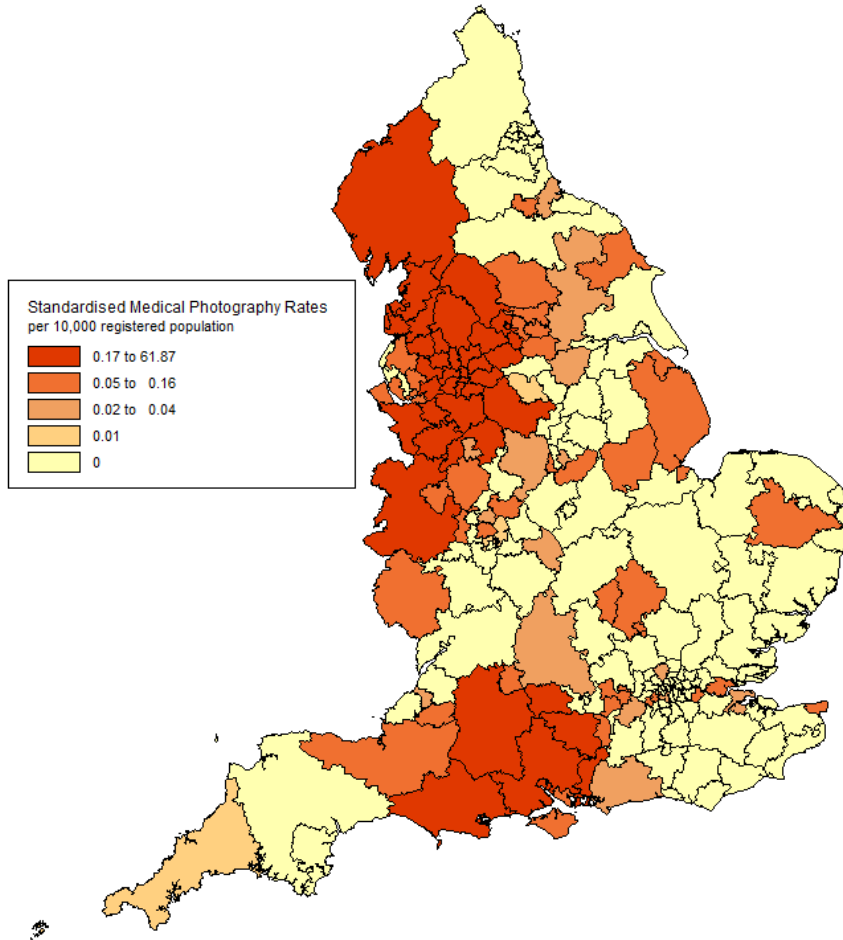 Standardised Medical Photography Rates
per 10,000 registered population
0.17 to 61.87
0.05 to 0.16
0.02 to 0.04
0.01
0